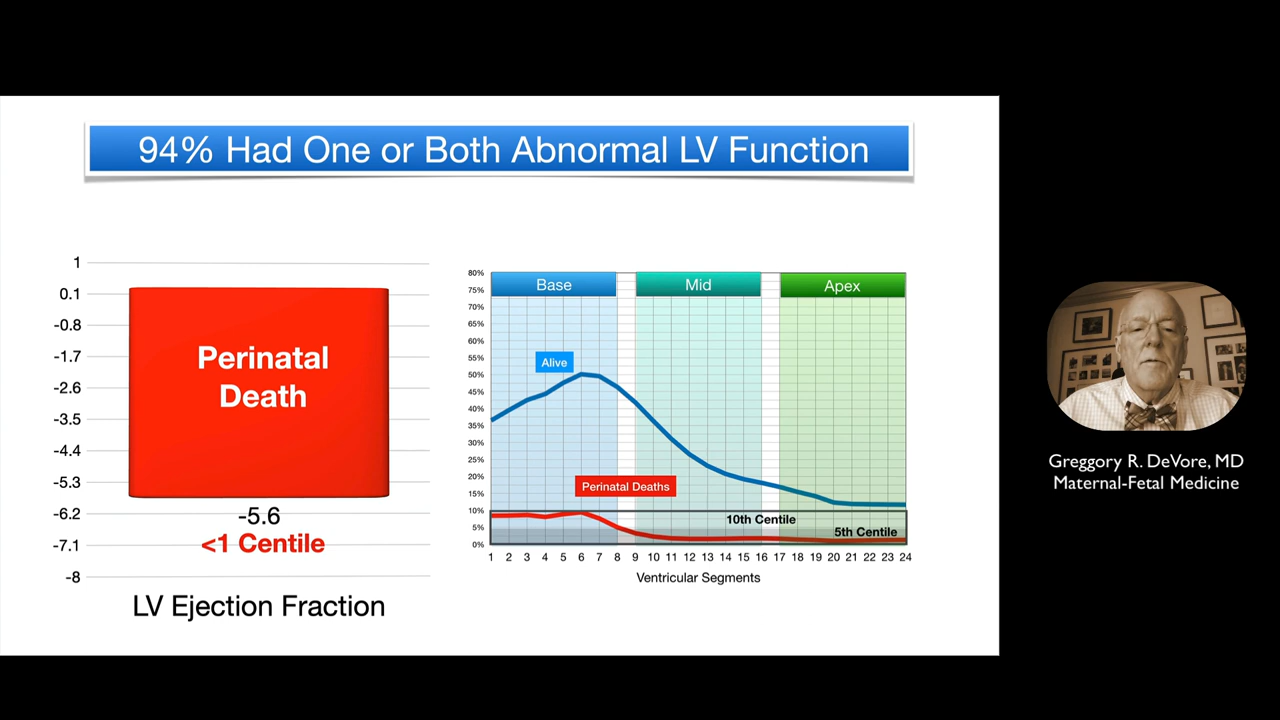 94% Had One or Both Abnormal LV Function
1
0.1
-0.8
-1.7
-2.6
-3.5
-4.4
-5.3
-6.2
-7.1
-8
Perinatal
Death
-5.6
<1 Centile
LV Ejection Fraction
80%
75%
70%
65%
60%
55%
50%
45%
40%
35%
30%
25%
20%
15%
10%
5%
0%
Base
Mid
Apex
Alive
Perinatal Deaths
10th Centile
5th Centile
1 2 3 4 5 6 7 8 9 10 11 12 13 14 15 16 17 18 19 20 21 22 23 24
Ventricular Segments
Greggory R. DeVore, MD
Maternal-Fetal Medicine